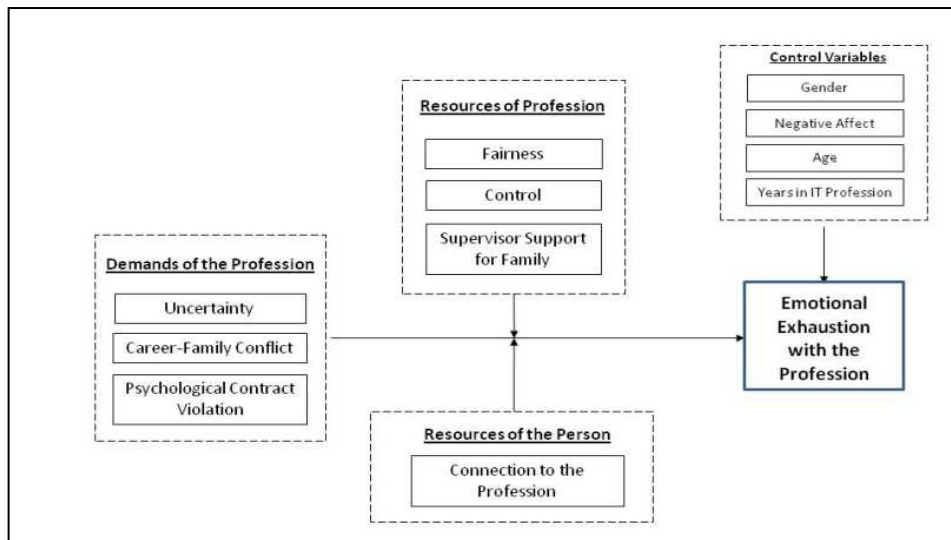 Control Variables
Gender
Negative Affect
Age
Years in IT Profession
Resources of Profession
Fairness
Control
Supervisor Support
for Family
Demands of the Profession
Uncertainty
Career-Family Conflict
Psychological Contract
Violation
Emotional
Exhaustion
with the
Profession
Resources of the Person
Connection to the
Profession